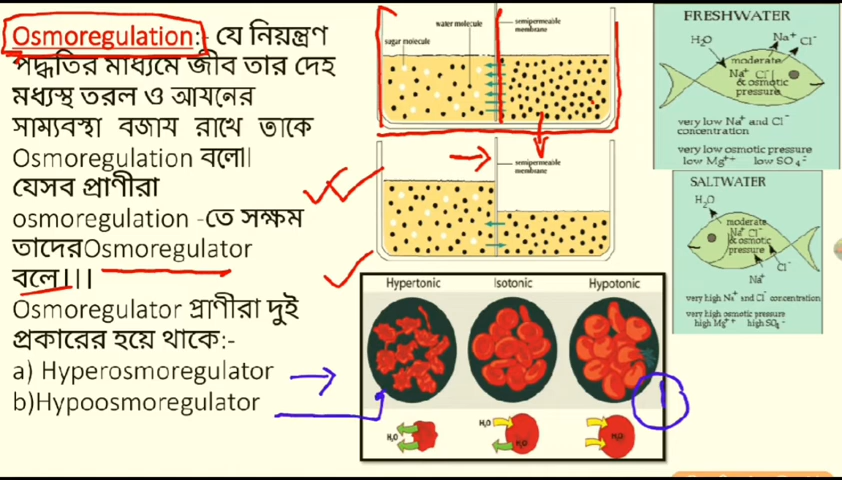 Osmoregulation:- যে নিয়ন্ত্রণ
পদ্ধতির মাধ্যমে জীব তার দেহ
মধ্যস্থ তরল ও আয়নের
সাম্যবস্থা বজায় রাখে তাকে
Osmoregulation বলে।
যেসব প্রাণীরা
osmoregulation -তে সক্ষম
তাদেরOsmoregulator
বলে।।।
Osmoregulator প্রাণীরা দুই
প্রকারের হয়ে থাকে:-
a) Hyperosmoregulator
b)Hypoosmoregulator
sugar molecule
water molecule
semipermeable
membrane
semipermeable
membrane
Hypertonic
Isotonic
Hypotonic
H₂O
H₂O
H₂O
H₂O
H₂O
FRESHWATER
H₂O
Na⁺
Cl⁻
moderate
Na⁺ Cl⁻
& osmotic
pressure
very low Na⁺ and Cl⁻
concentration
very low osmotic pressure
low Mg⁺⁺ low SO₄⁻
SALTWATER
H₂O
moderate
Na⁺ Cl⁻
& osmotic
pressure
Cl⁻
Na⁺
very high Na⁺ and Cl⁻ concentration
very high osmotic pressure
high Mg⁺⁺ high SO₄⁻